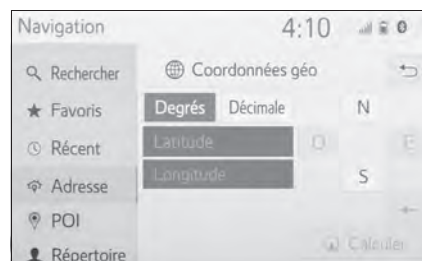 Navigation 4:10
Rechercher
Coordonnées géo
Favoris
Degrés Décimale N
Récent
Latitude O E
Adresse
Longitude S
POI
Calculer
Répertoire